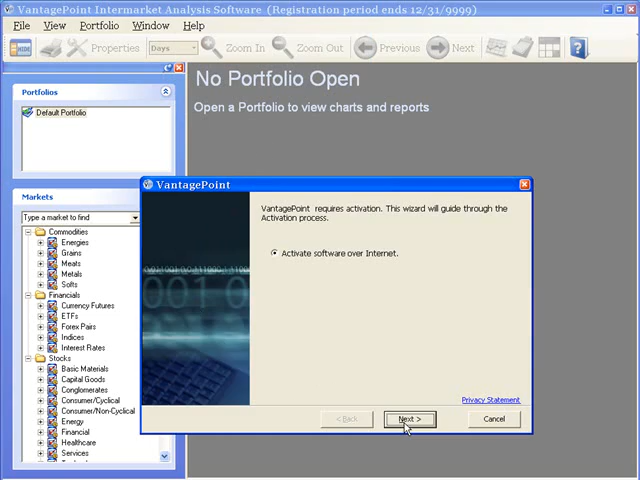 VantagePoint Intermarket Analysis Software (Registration period ends 12/31/9999)
File View Portfolio Window Help
HIDE Properties Days Zoom In Zoom Out Previous Next ?
Portfolios
Default Portfolio
Markets
Type a market to find
Commodities
Energies
Grains
Meats
Metals
Softs
Financials
Currency Futures
ETFs
Forex Pairs
Indices
Interest Rates
Stocks
Basic Materials
Capital Goods
Conglomerates
Consumer/Cyclical
Consumer/Non-Cyclical
Energy
Financial
Healthcare
Services
No Portfolio Open
Open a Portfolio to view charts and reports
VantagePoint
VantagePoint requires activation. This wizard will guide through the
Activation process.
Activate software over Internet.
Privacy Statement
< Back Next > Cancel